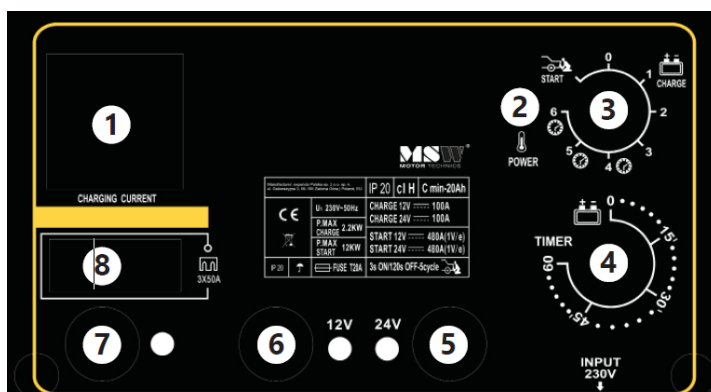 1
CHARGING CURRENT
8
3X50A
7
6
12V
24V
5
2
POWER
START
0
1
CHARGE
2
3
4
5
6
3
MSW
MOTOR TECHNICS
IP 20
cl H
C min-20Ah
CE
U₁ 230V~50Hz
P.MAX
CHARGE
2.2KW
P.MAX
START
12KW
CHARGE 12V 100A
CHARGE 24V 100A
START 12V 480A(1V/e)
START 24V 480A(1V/e)
IP 20
FUSE T20A
3s ON/120s OFF-5cycle
TIMER
0
15'
30'
45'
60
4
INPUT
230V